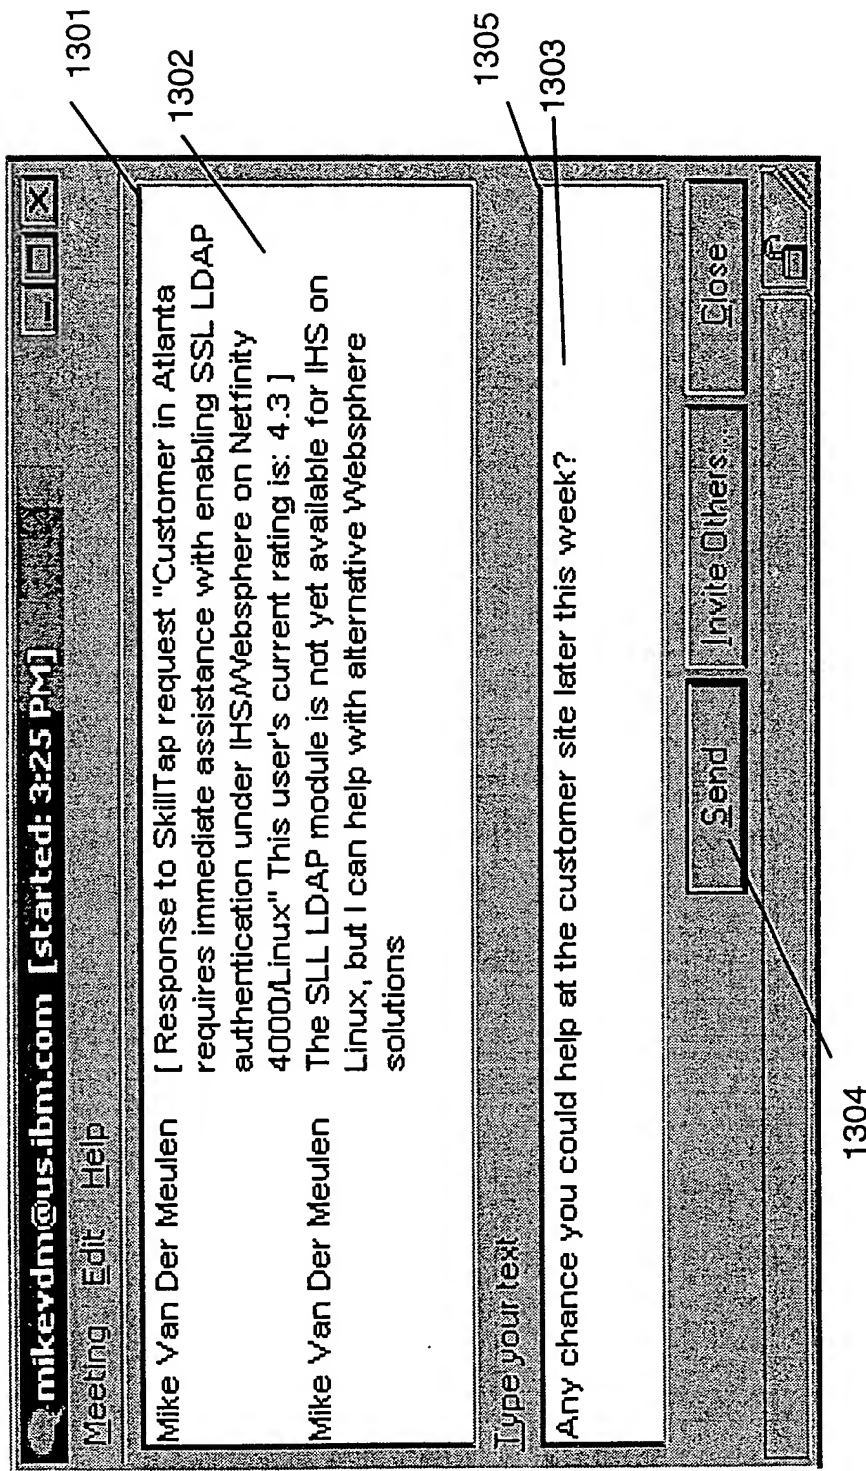 mikevdm@us.ibm.com [started: 3:25 PM]
Meeting Edit Help
Mike Van Der Meulen [ Response to SkillTap request "Customer in Atlanta
requires immediate assistance with enabling SSL LDAP
authentication under IHS/Websphere on Netfinity
4000/Linux" This user's current rating is: 4.3 ]
Mike Van Der Meulen The SLL LDAP module is not yet available for IHS on
Linux, but I can help with alternative Websphere
solutions
Type your text
Any chance you could help at the customer site later this week?
Send Invite Others... Close
1301
1302
1305
1303
1304